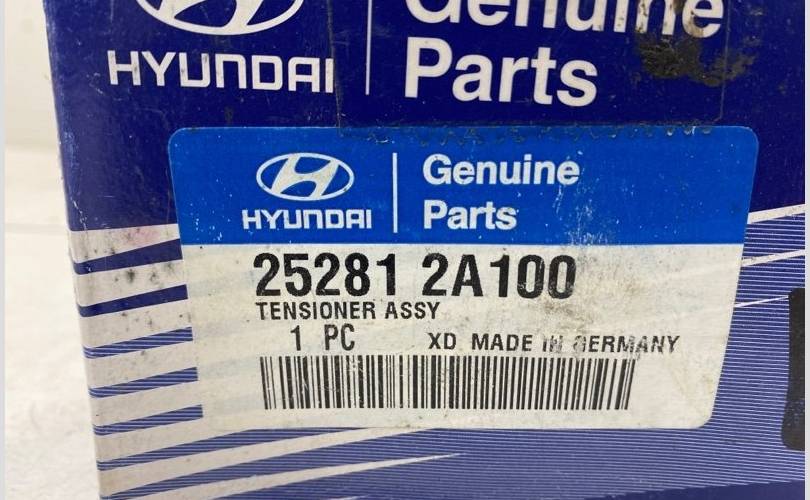 HYUNDAI
Genuine
Parts
HYUNDAI
Genuine
Parts
25281 2A100
TENSIONER ASSY
1 PC XD MADE IN GERMANY